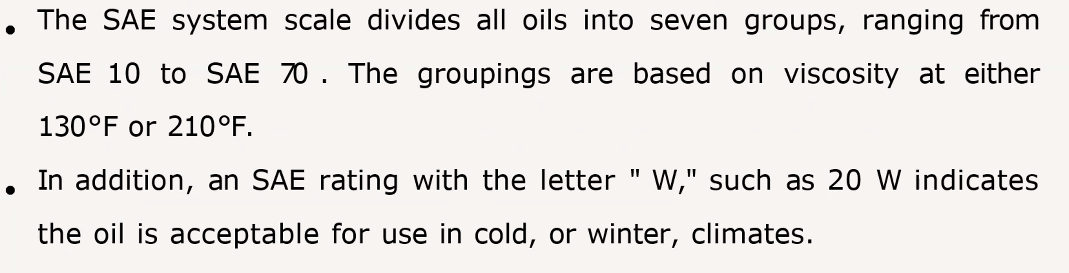 • The SAE system scale divides all oils into seven groups, ranging from
SAE 10 to SAE 70 . The groupings are based on viscosity at either
130°F or 210°F.
• In addition, an SAE rating with the letter " W," such as 20 W indicates
the oil is acceptable for use in cold, or winter, climates.